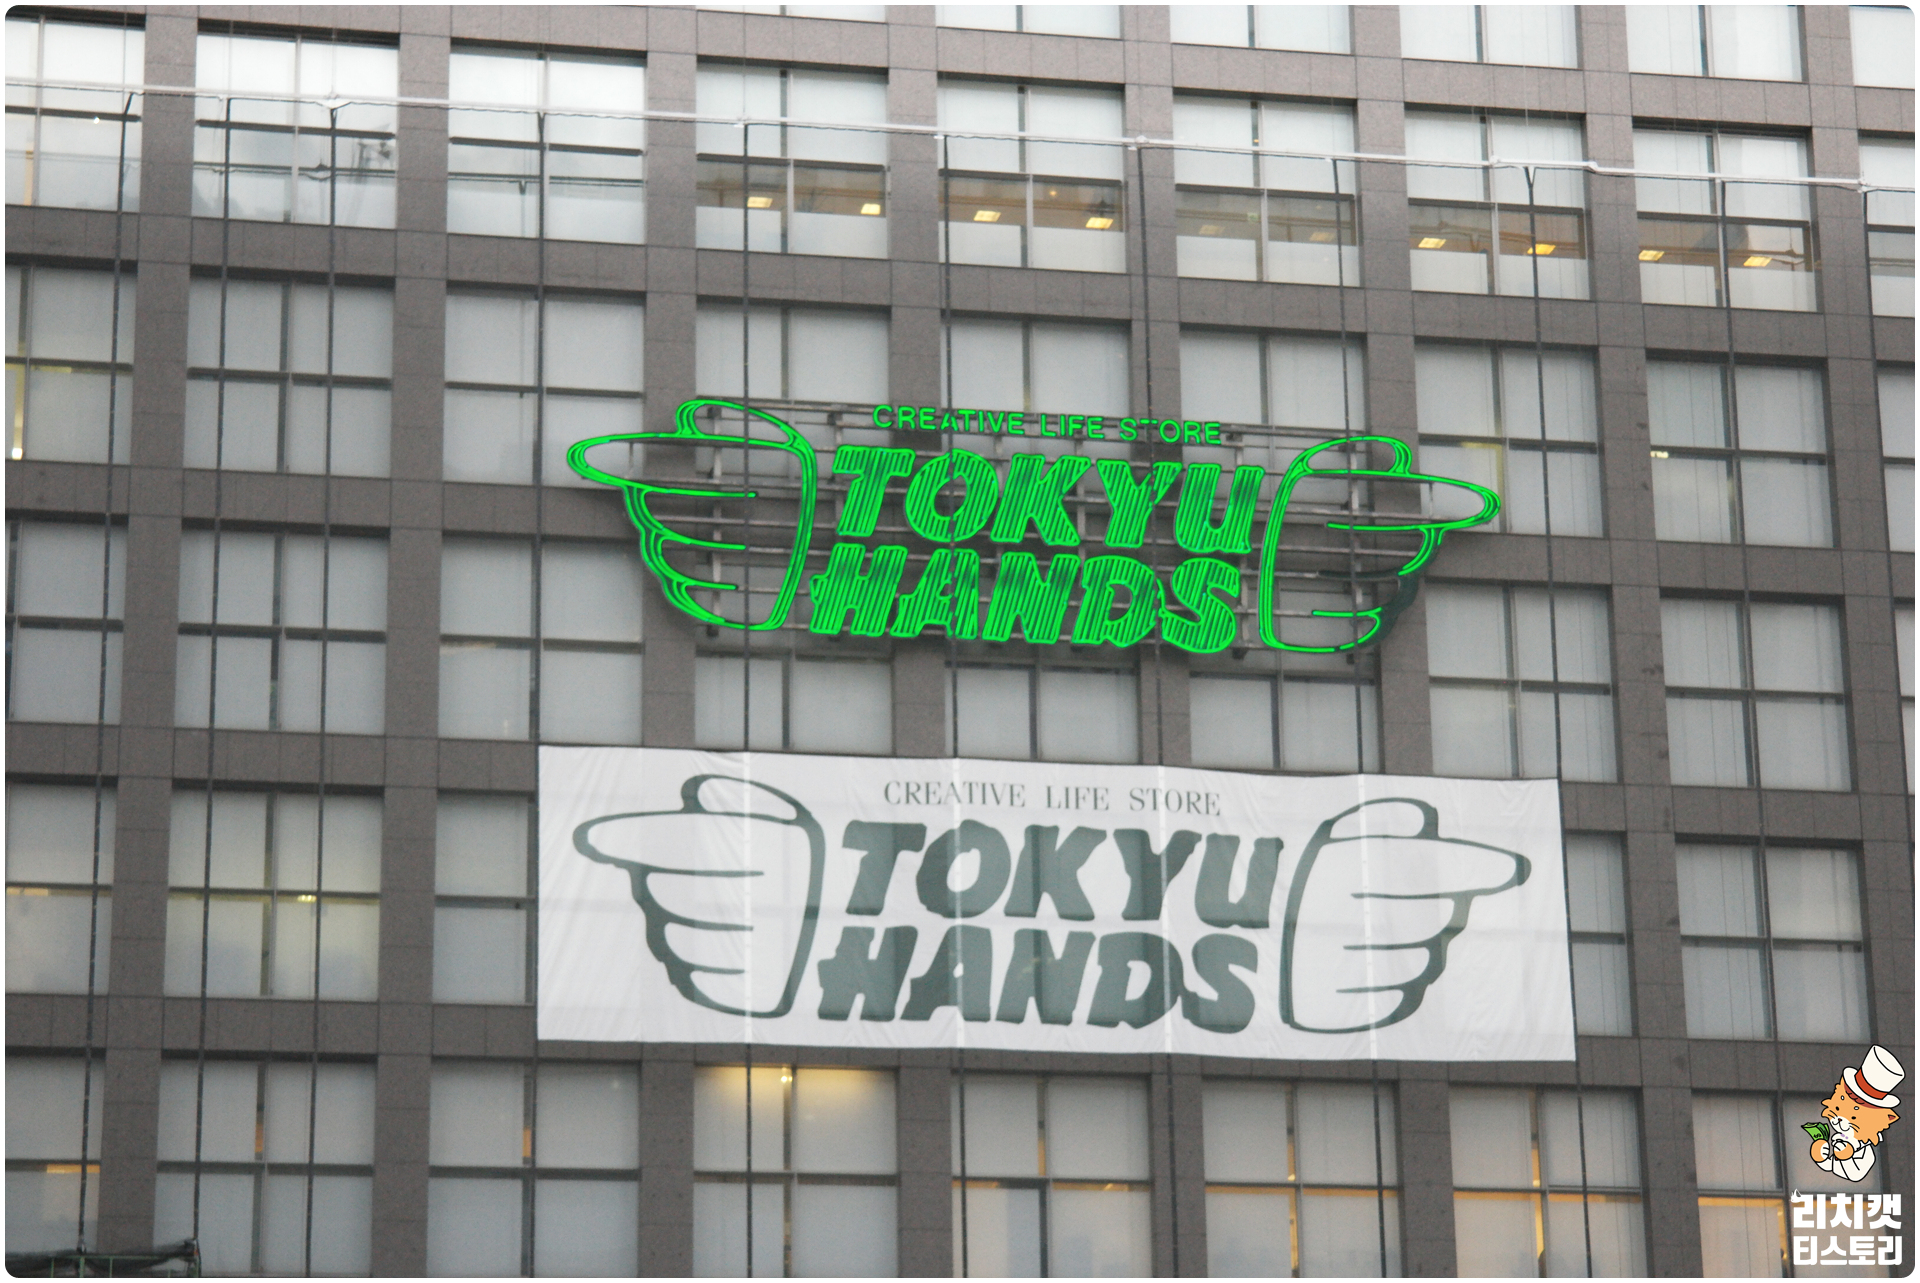 CREATIVE LIFE STORE
TOKYU
HANDS
CREATIVE LIFE STORE
TOKYU
HANDS
리치캣
티스토리